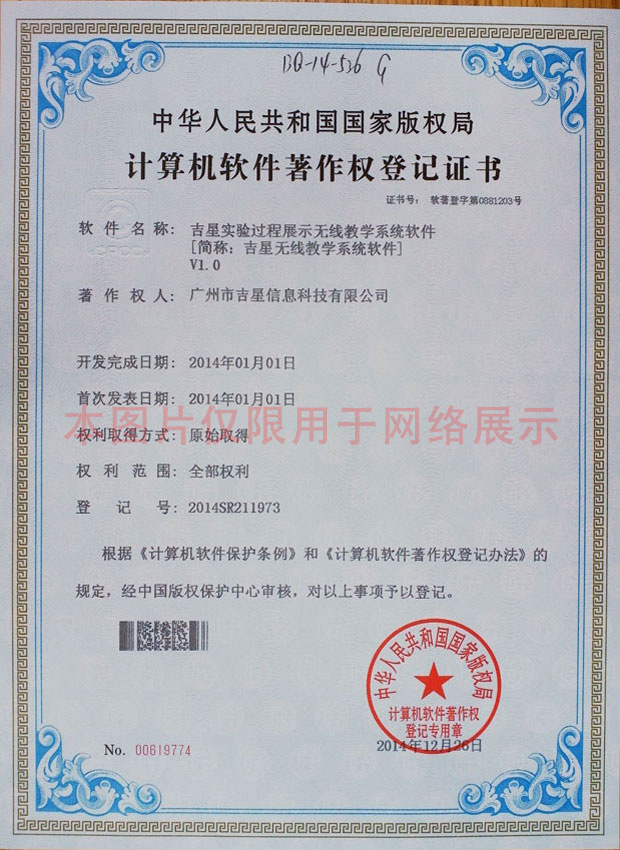 BQ-14-536 G
中华人民共和国国家版权局
计算机软件著作权登记证书
证书号： 软著登字第0881203号
软件名称： 吉星实验过程展示无线教学系统软件
[简称：吉星无线教学系统软件]
V1.0
著作权人： 广州市吉星信息科技有限公司
开发完成日期： 2014年01月01日
首次发表日期： 2014年01月01日
本图片仅限用于网络展示
权利取得方式： 原始取得
权利范围： 全部权利
登记号： 2014SR211973
根据《计算机软件保护条例》和《计算机软件著作权登记办法》的
规定，经中国版权保护中心审核，对以上事项予以登记。
中华人民共和国国家版权局
计算机软件著作权
登记专用章
No. 00619774
2014年12月26日